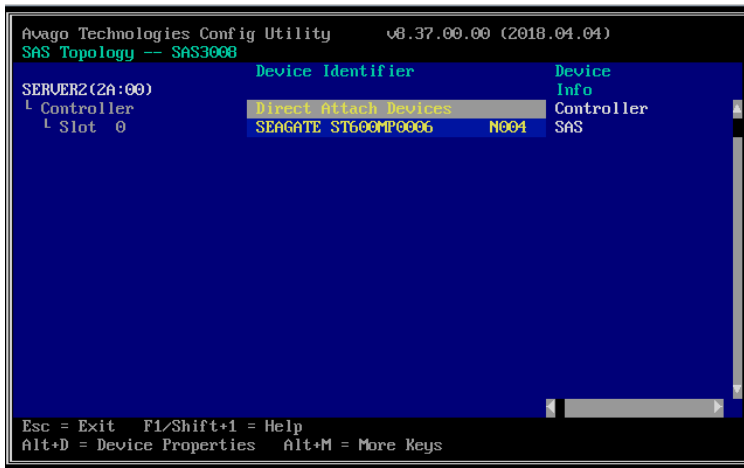 Avago Technologies Config Utility v8.37.00.00 (2018.04.04)
SAS Topology -- SAS3008
Device Identifier Device
SERVER2(2A:00) Info
└ Controller Direct Attach Devices Controller
└ Slot 0 SEAGATE ST600MP0006 N004 SAS
Esc = Exit F1/Shift+1 = Help
Alt+D = Device Properties Alt+M = More Keys